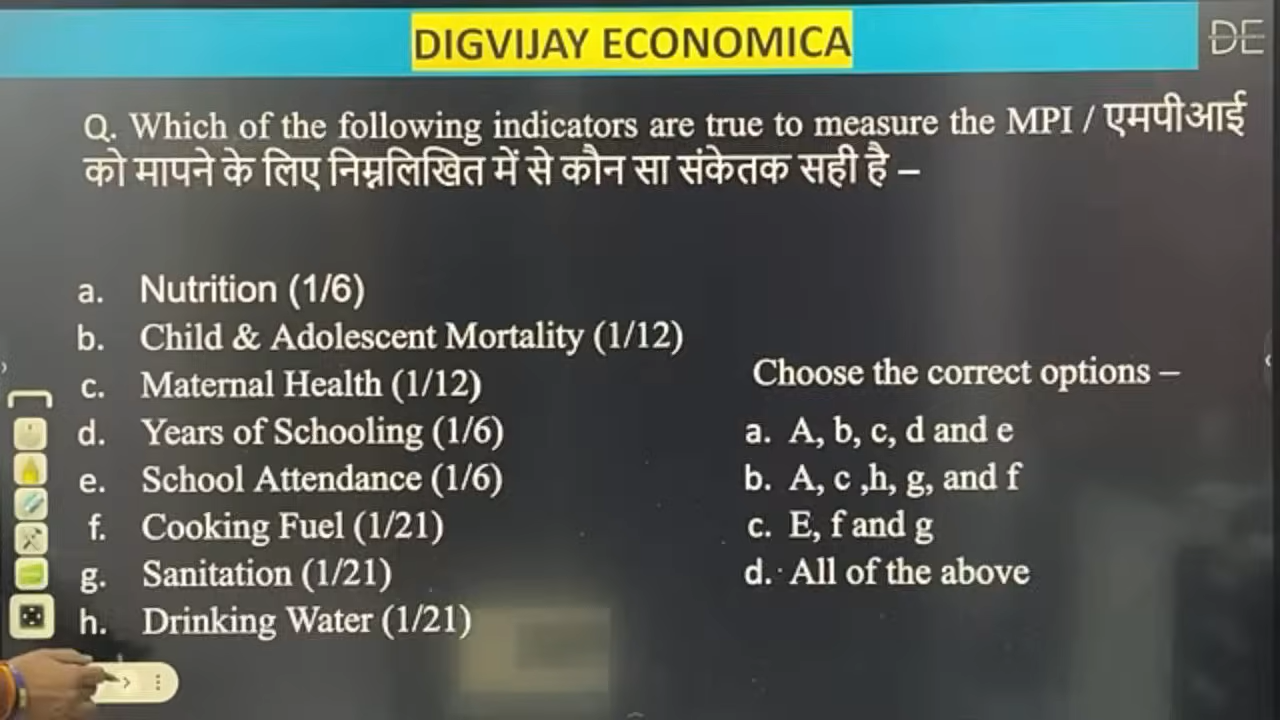 DIGVIJAY ECONOMICA
DE
Q. Which of the following indicators are true to measure the MPI / एमपीआई
को मापने के लिए निम्नलिखित में से कौन सा संकेतक सही है –
a. Nutrition (1/6)
b. Child & Adolescent Mortality (1/12)
c. Maternal Health (1/12)
d. Years of Schooling (1/6)
e. School Attendance (1/6)
f. Cooking Fuel (1/21)
g. Sanitation (1/21)
h. Drinking Water (1/21)
Choose the correct options –
a. A, b, c, d and e
b. A, c ,h, g, and f
c. E, f and g
d. All of the above